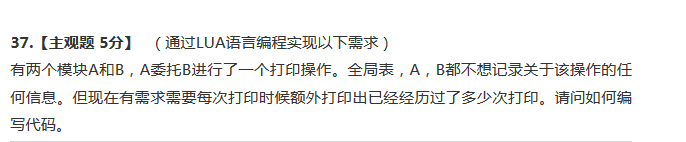 37.【主观题 5分】 （通过LUA语言编程实现以下需求）
有两个模块A和B，A委托B进行了一个打印操作。全局表，A，B都不想记录关于该操作的任
何信息。但现在有需求需要每次打印时候额外打印出已经经历过了多少次打印。请问如何编
写代码。